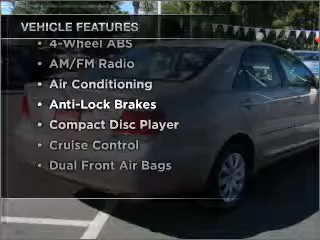 VEHICLE FEATURES
• 4-Wheel ABS
• AM/FM Radio
• Air Conditioning
• Anti-Lock Brakes
• Compact Disc Player
• Cruise Control
• Dual Front Air Bags